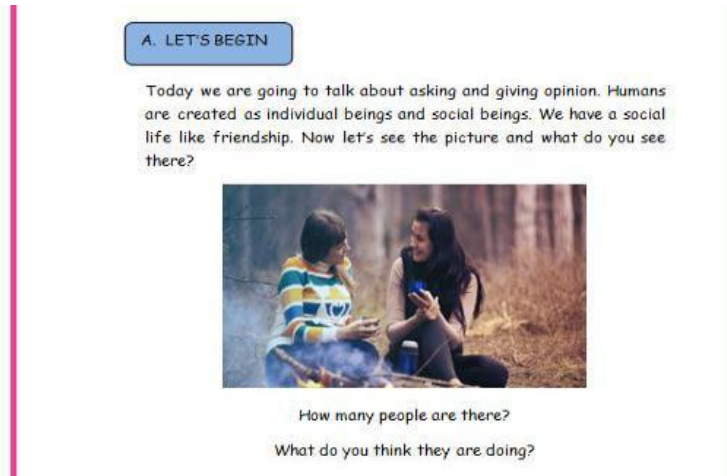 A. LET'S BEGIN
Today we are going to talk about asking and giving opinion. Humans
are created as individual beings and social beings. We have a social
life like friendship. Now let's see the picture and what do you see
there?
How many people are there?
What do you think they are doing?